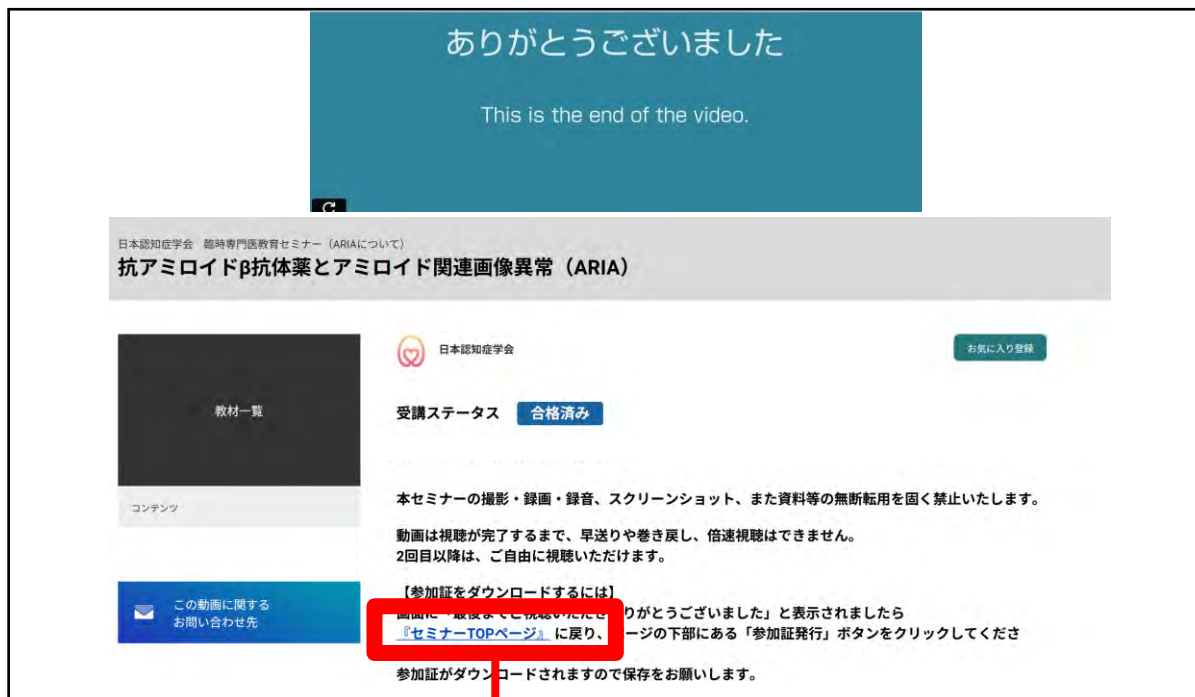 ありがとうございました
This is the end of the video.
日本認知症学会 臨時専門医教育セミナー（ARIAについて）
抗アミロイドβ抗体薬とアミロイド関連画像異常（ARIA）
日本認知症学会
お気に入り登録
教材一覧
受講ステータス 合格済み
コンテンツ
本セミナーの撮影・録画・録音、スクリーンショット、また資料等の無断転用を固く禁止いたします。
動画は視聴が完了するまで、早送りや巻き戻し、倍速視聴はできません。
2回目以降は、ご自由に視聴いただけます。
この動画に関する
お問い合わせ先
【参加証をダウンロードするには】
画面に「最後までご視聴いただき りがとうございました」と表示されましたら
『セミナーTOPページ』 に戻り、 ージの下部にある「参加証発行」ボタンをクリックしてくださ
参加証がダウンロードされますので保存をお願いします。